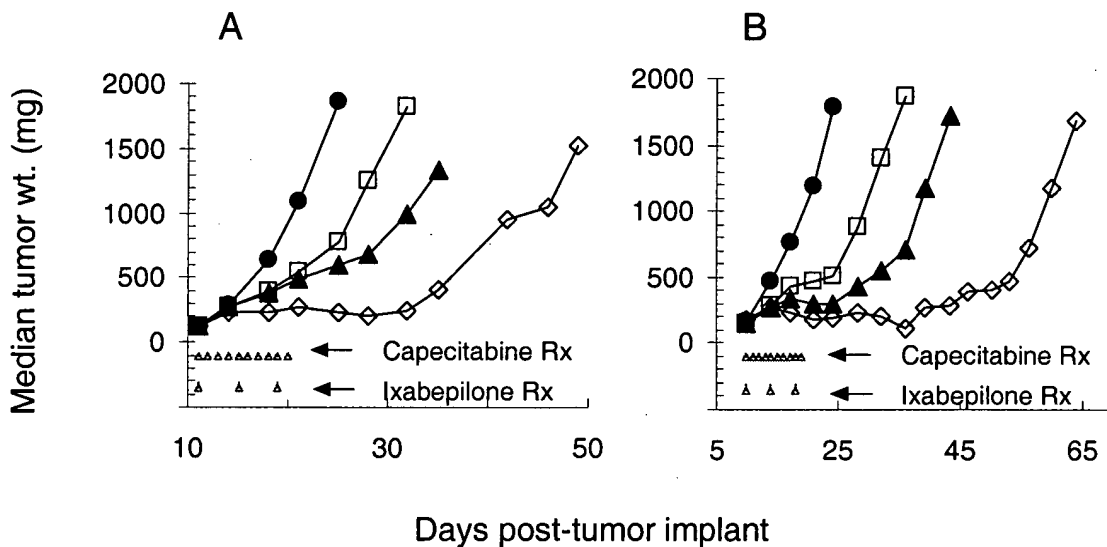 A
B
Median tumor wt. (mg)
2000
1500
1000
500
0
Capecitabine Rx
Ixabepilone Rx
10
30
50
2000
1500
1000
500
0
Capecitabine Rx
Ixabepilone Rx
5
25
45
65
Days post-tumor implant